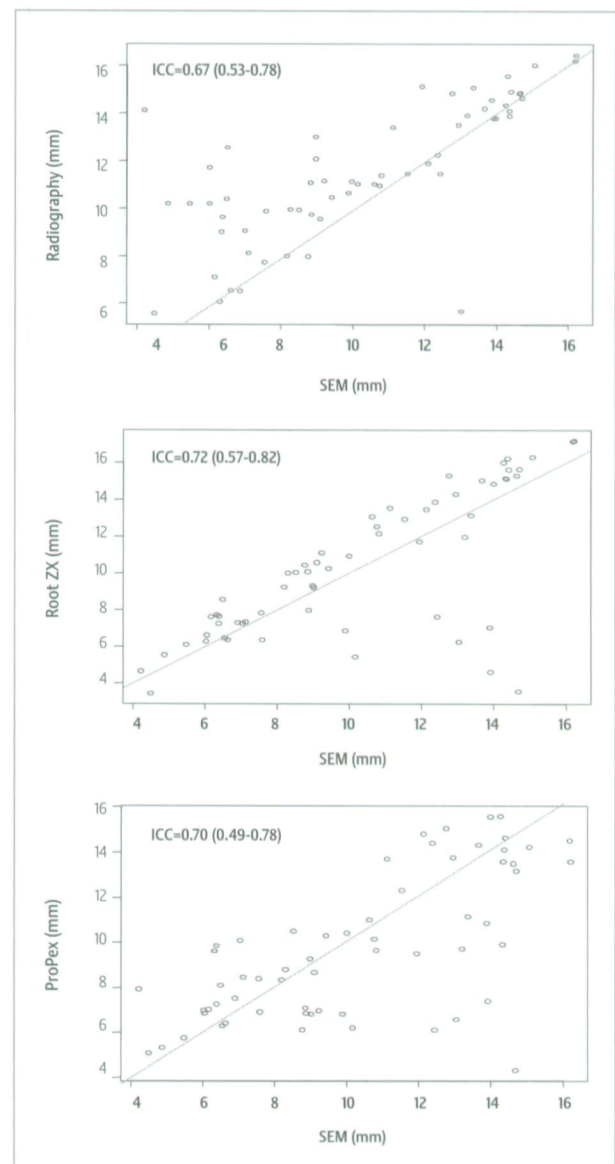 ICC=0.67 (0.53-0.78)
16
14
12
10
8
6
Radiography (mm)
4 6 8 10 12 14 16
SEM (mm)
ICC=0.72 (0.57-0.82)
16
14
12
10
8
6
4
Root ZX (mm)
4 6 8 10 12 14 16
SEM (mm)
ICC=0.70 (0.49-0.78)
16
14
12
10
8
6
4
ProPex (mm)
4 6 8 10 12 14 16
SEM (mm)